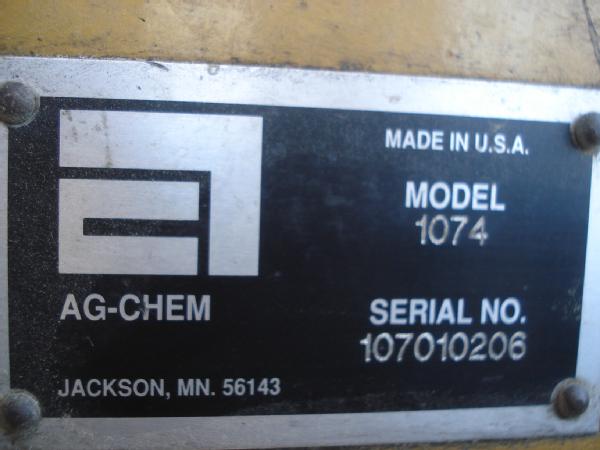 MADE IN U.S.A.
MODEL
1074
AG-CHEM
SERIAL NO.
107010206
JACKSON, MN. 56143